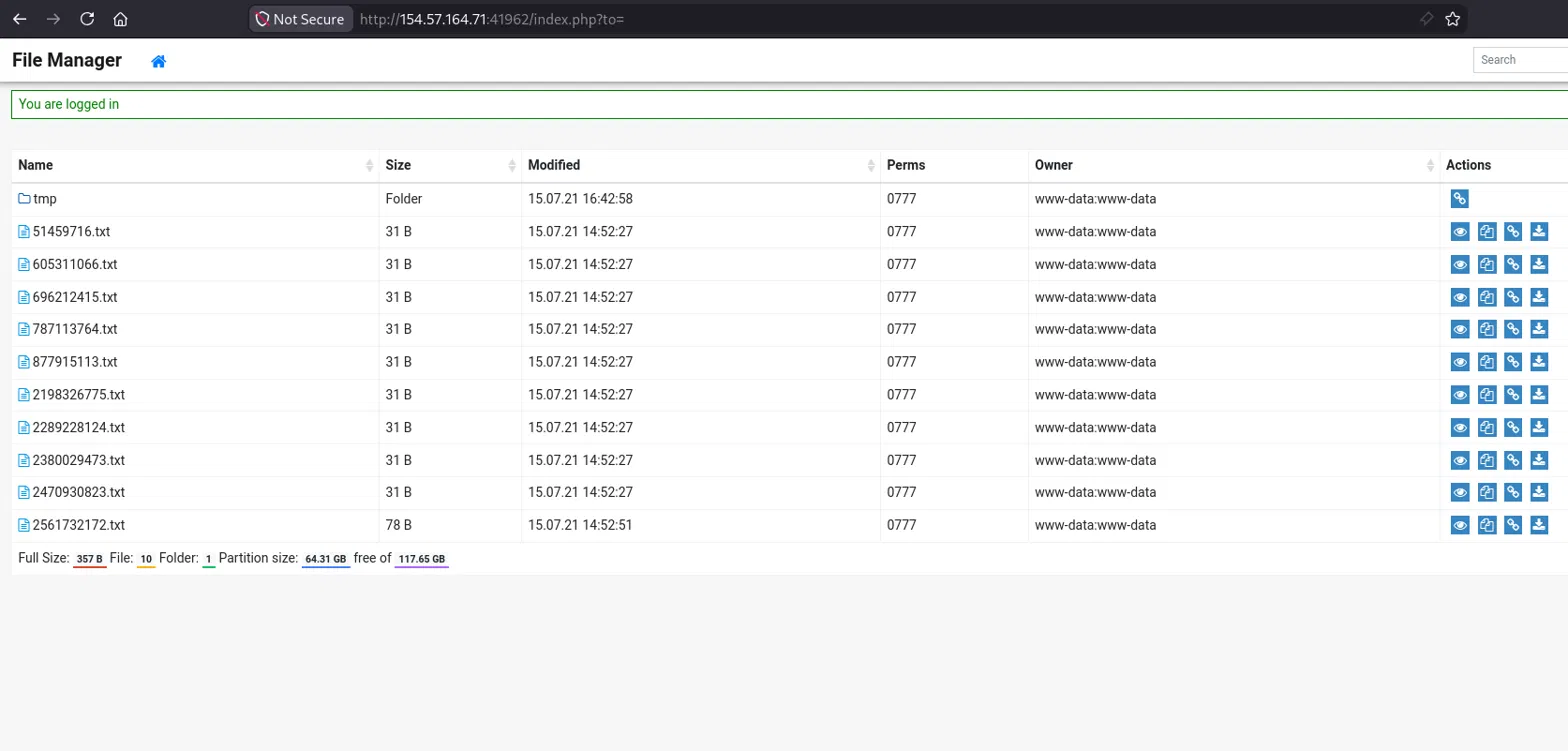 Not Secure http://154.57.164.71:41962/index.php?to=
File Manager Search
You are logged in
Name Size Modified Perms Owner Actions
tmp Folder 15.07.21 16:42:58 0777 www-data:www-data
51459716.txt 31 B 15.07.21 14:52:27 0777 www-data:www-data
605311066.txt 31 B 15.07.21 14:52:27 0777 www-data:www-data
696212415.txt 31 B 15.07.21 14:52:27 0777 www-data:www-data
787113764.txt 31 B 15.07.21 14:52:27 0777 www-data:www-data
877915113.txt 31 B 15.07.21 14:52:27 0777 www-data:www-data
2198326775.txt 31 B 15.07.21 14:52:27 0777 www-data:www-data
2289228124.txt 31 B 15.07.21 14:52:27 0777 www-data:www-data
2380029473.txt 31 B 15.07.21 14:52:27 0777 www-data:www-data
2470930823.txt 31 B 15.07.21 14:52:27 0777 www-data:www-data
2561732172.txt 78 B 15.07.21 14:52:51 0777 www-data:www-data
Full Size: 357 B File: 10 Folder: 1 Partition size: 64.31 GB free of 117.65 GB